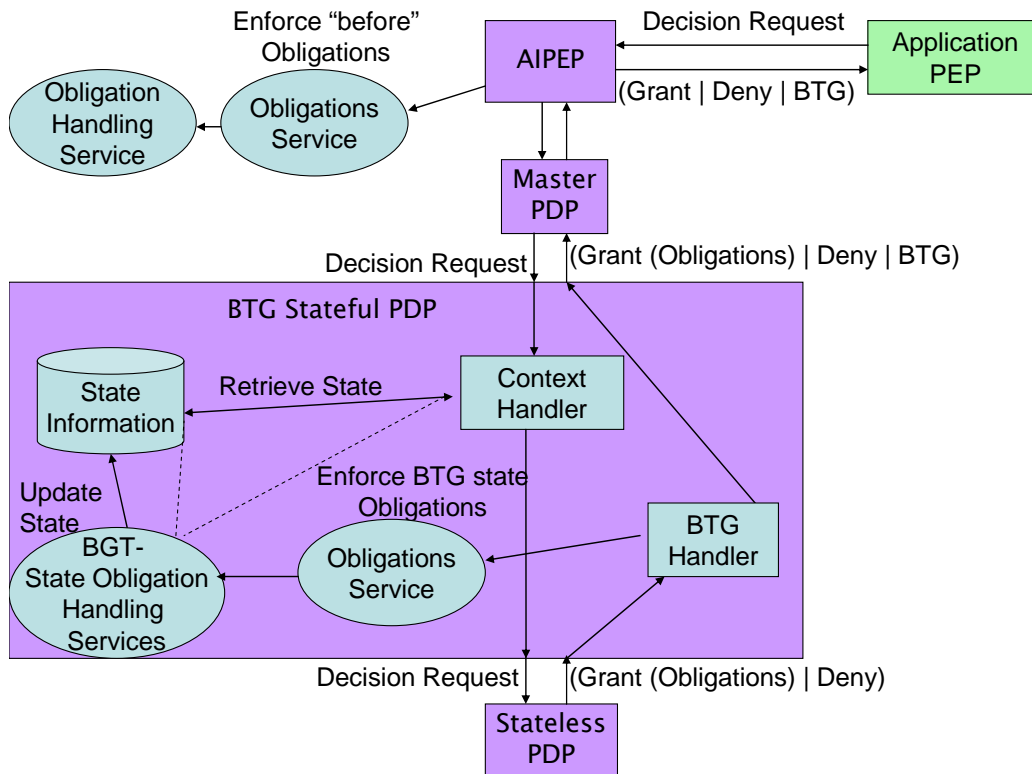 Enforce “before”
Obligations
Decision Request
AIPEP
Application
PEP
(Grant | Deny | BTG)
Obligation
Handling
Service
Obligations
Service
Master
PDP
Decision Request
(Grant (Obligations) | Deny | BTG)
BTG Stateful PDP
State
Information
Retrieve State
Context
Handler
Enforce BTG state
Obligations
Update
State
BTG
Handler
BGT-
State Obligation
Handling
Services
Obligations
Service
Decision Request
(Grant (Obligations) | Deny)
Stateless
PDP